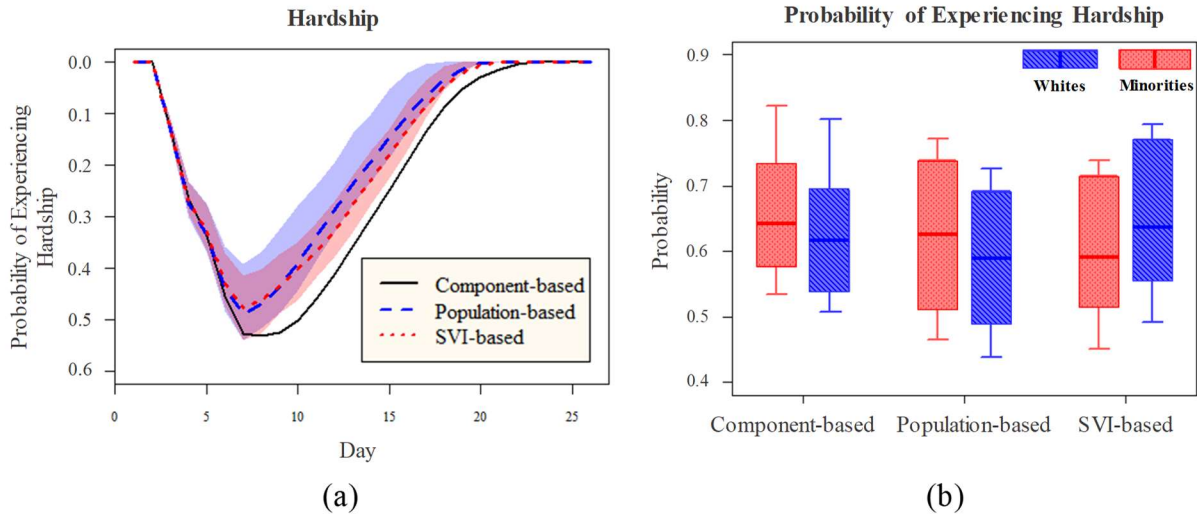 Hardship
Probability of Experiencing
Hardship
0.0
0.1
0.2
0.3
0.4
0.5
0.6
Component-based
Population-based
SVI-based
0 5 10 15 20 25
Day
(a)
Probability of Experiencing Hardship
Probability
0.9
0.8
0.7
0.6
0.5
0.4
Whites Minorities
Component-based Population-based SVI-based
(b)